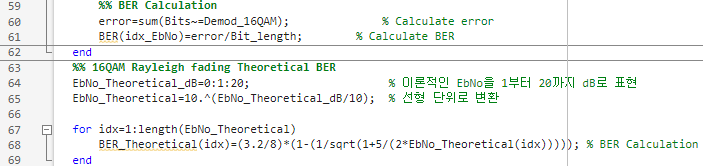 59 %% BER Calculation
60 error=sum(Bits~=Demod_16QAM); % Calculate error
61 BER(idx_EbNo)=error/Bit_length; % Calculate BER
62 end
63 %% 16QAM Rayleigh fading Theoretical BER
64 EbNo_Theoretical_dB=0:1:20; % 이론적인 EbNo을 1부터 20까지 dB로 표현
65 EbNo_Theoretical=10.^(EbNo_Theoretical_dB/10); % 선형 단위로 변환
66
67 for idx=1:length(EbNo_Theoretical)
68 BER_Theoretical(idx)=(3.2/8)*(1-(1/sqrt(1+5/(2*EbNo_Theoretical(idx))))); % BER Calculation
69 end